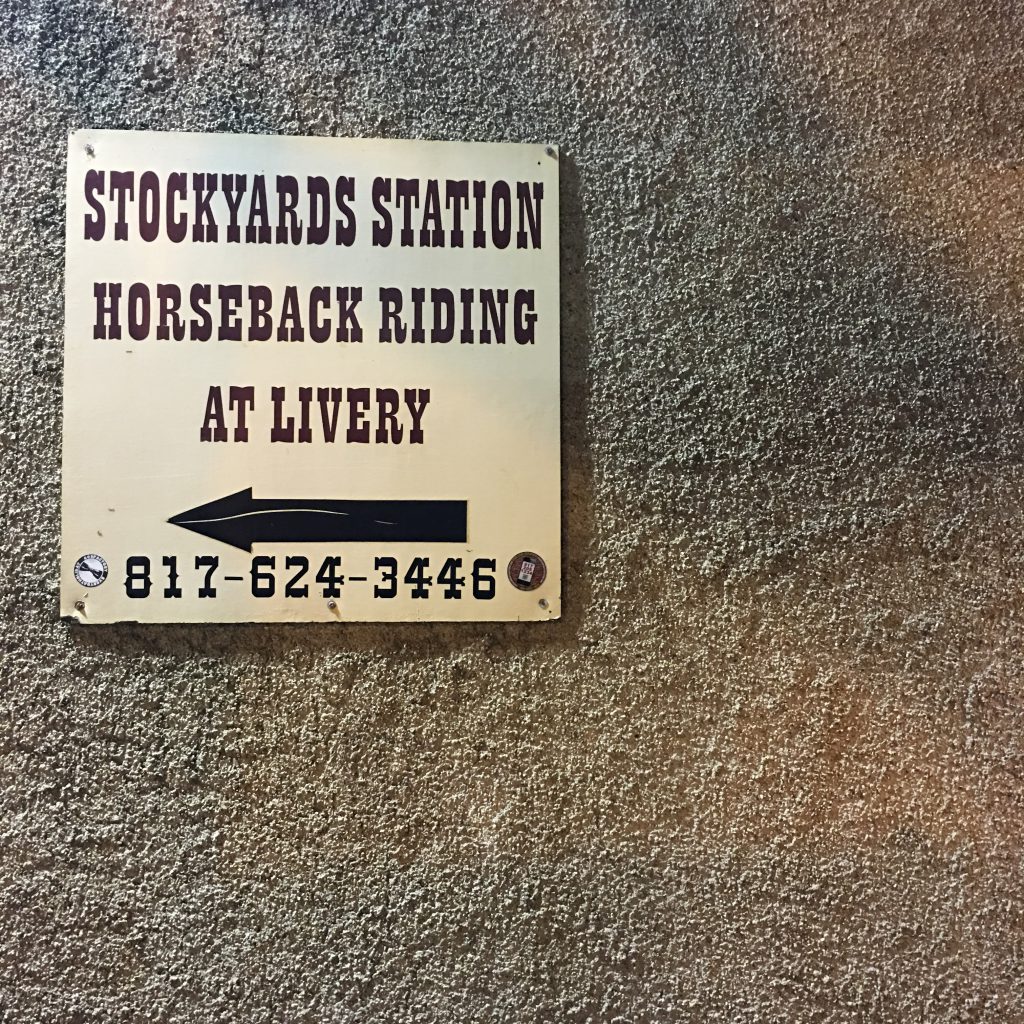 STOCKYARDS STATION
HORSEBACK RIDING
AT LIVERY
817-624-3446